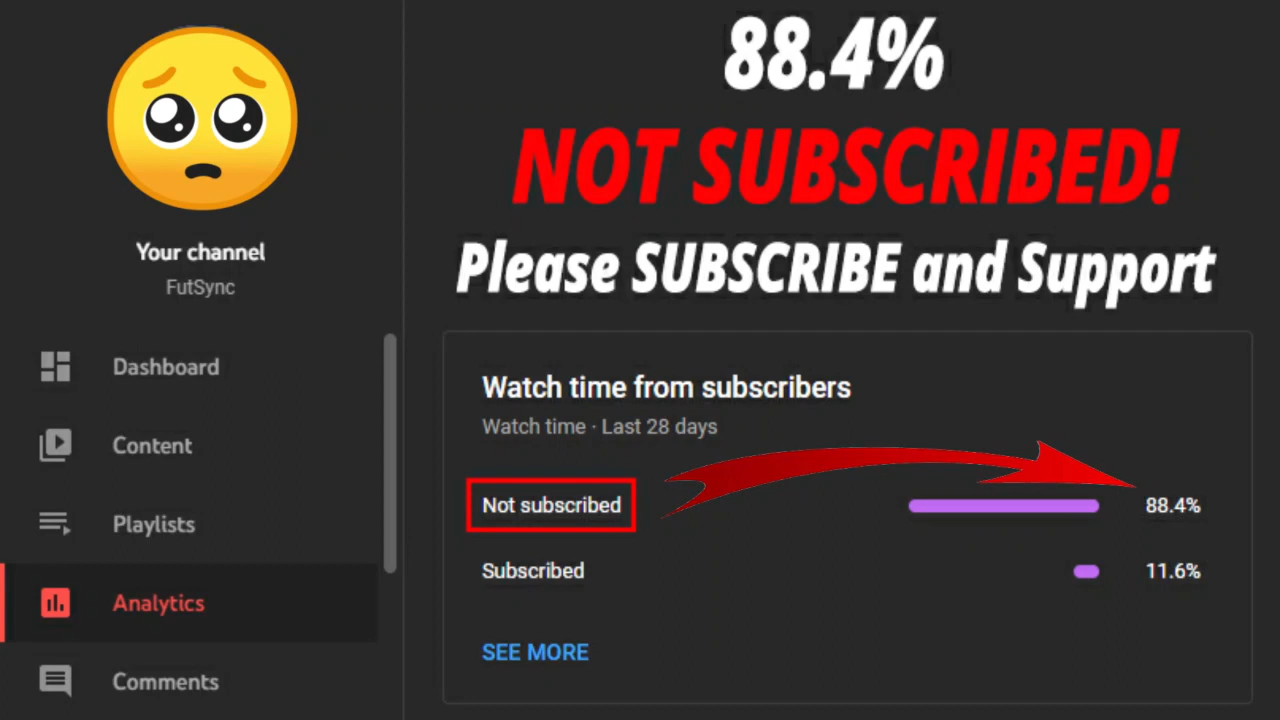 88.4%
NOT SUBSCRIBED!
Please SUBSCRIBE and Support
Your channel
FutSync
Dashboard
Content
Playlists
Analytics
Comments
Watch time from subscribers
Watch time · Last 28 days
Not subscribed 88.4%
Subscribed 11.6%
SEE MORE